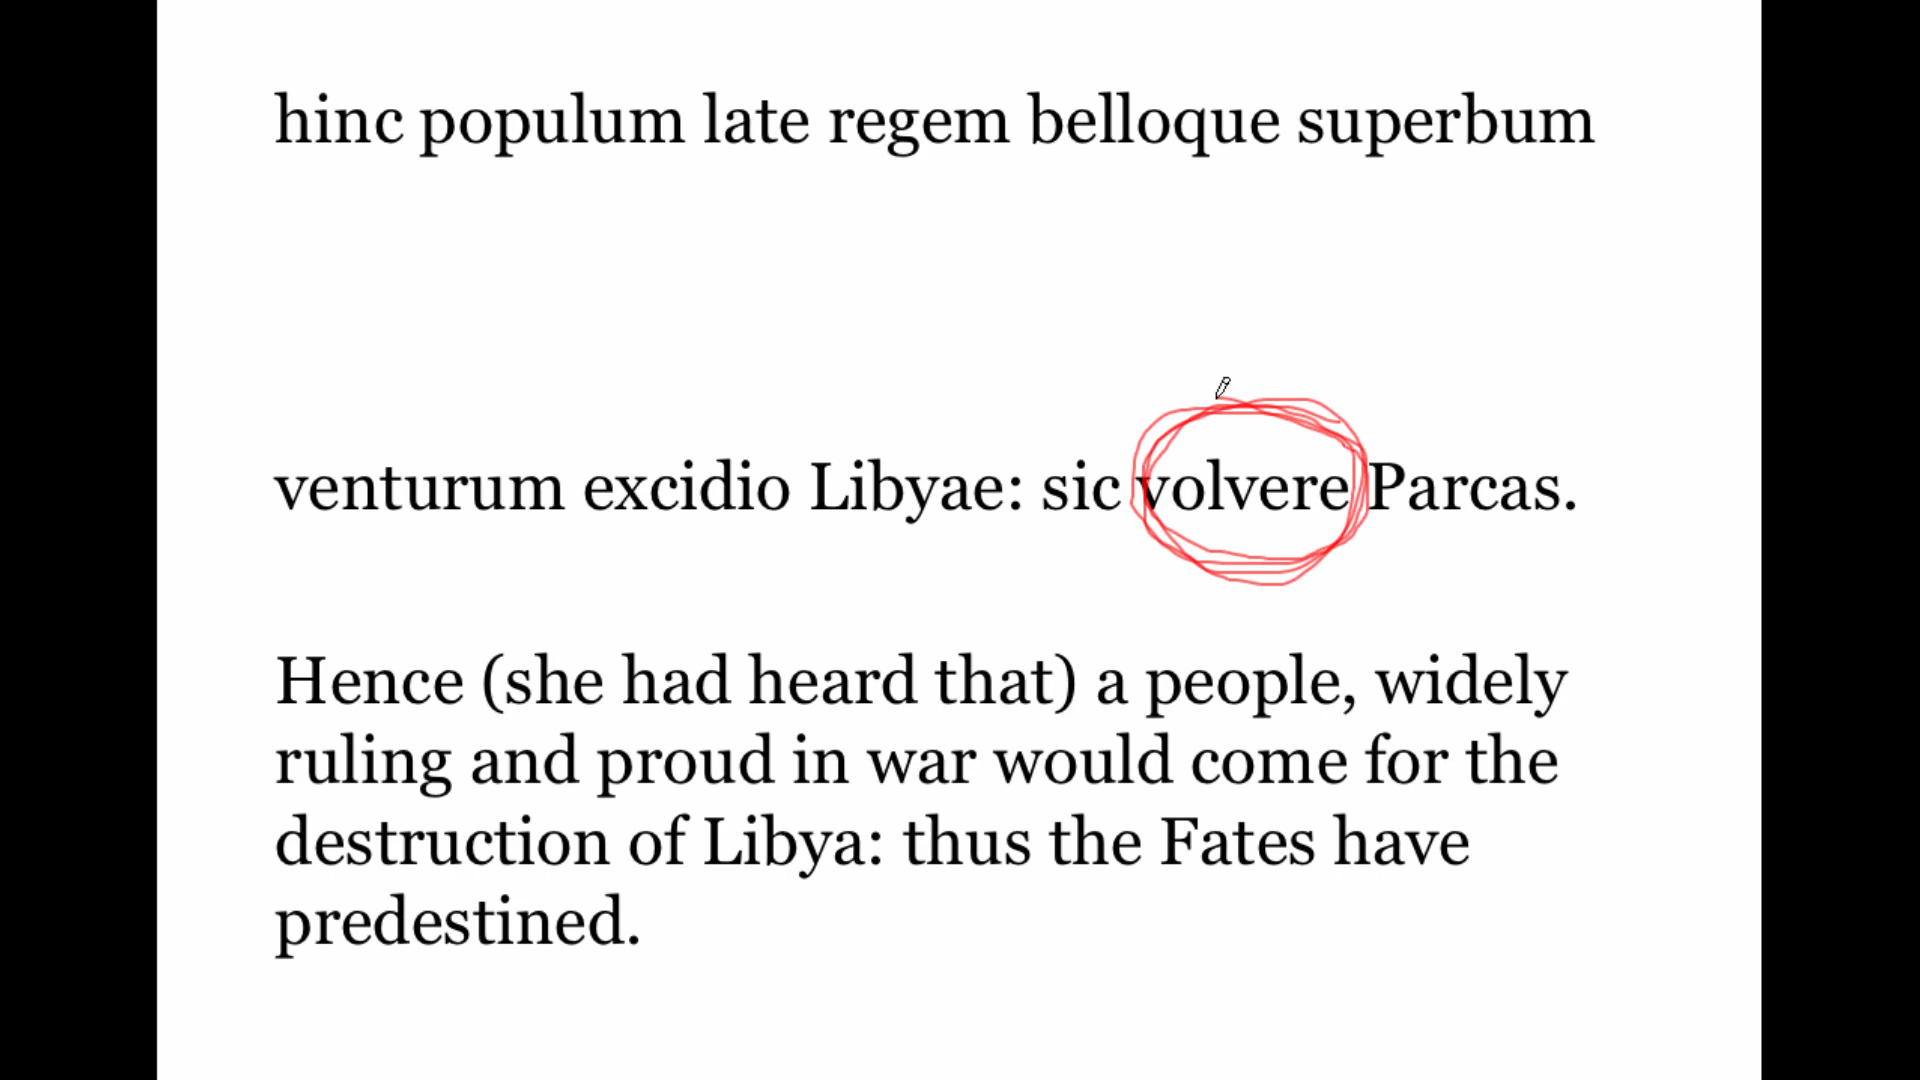 hinc populum late regem belloque superbum
venturum excidio Libyae: sic volvere Parcas.
Hence (she had heard that) a people, widely
ruling and proud in war would come for the
destruction of Libya: thus the Fates have
predestined.